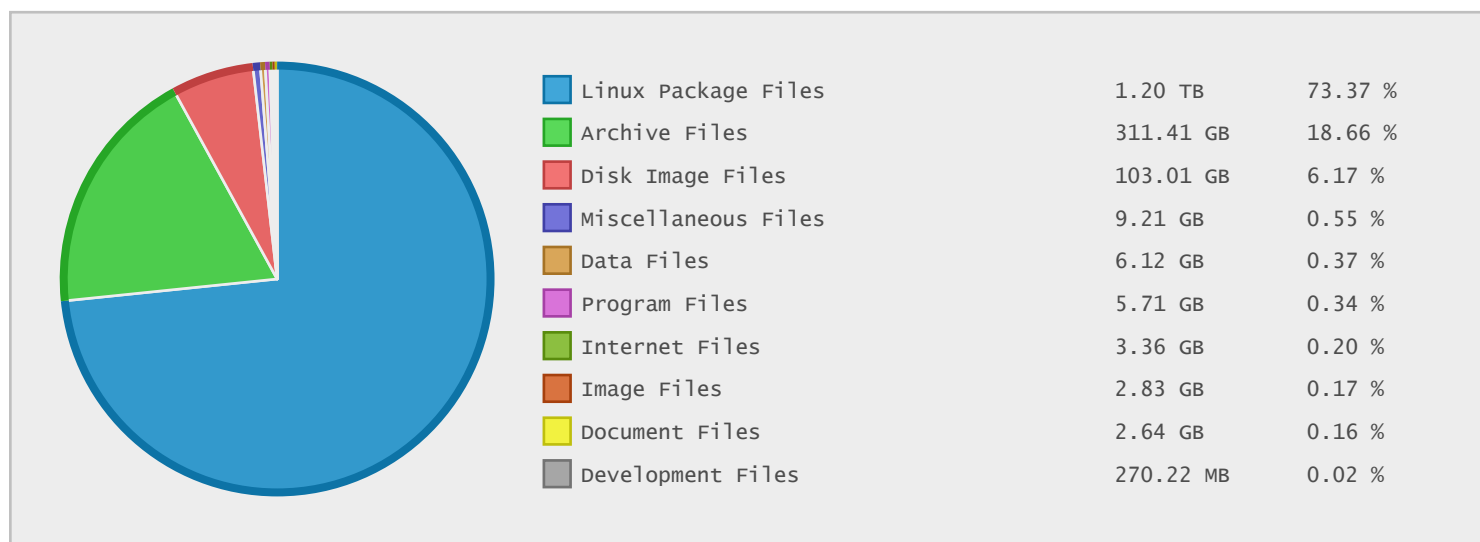 Linux Package Files 1.20 TB 73.37 %
Archive Files 311.41 GB 18.66 %
Disk Image Files 103.01 GB 6.17 %
Miscellaneous Files 9.21 GB 0.55 %
Data Files 6.12 GB 0.37 %
Program Files 5.71 GB 0.34 %
Internet Files 3.36 GB 0.20 %
Image Files 2.83 GB 0.17 %
Document Files 2.64 GB 0.16 %
Development Files 270.22 MB 0.02 %